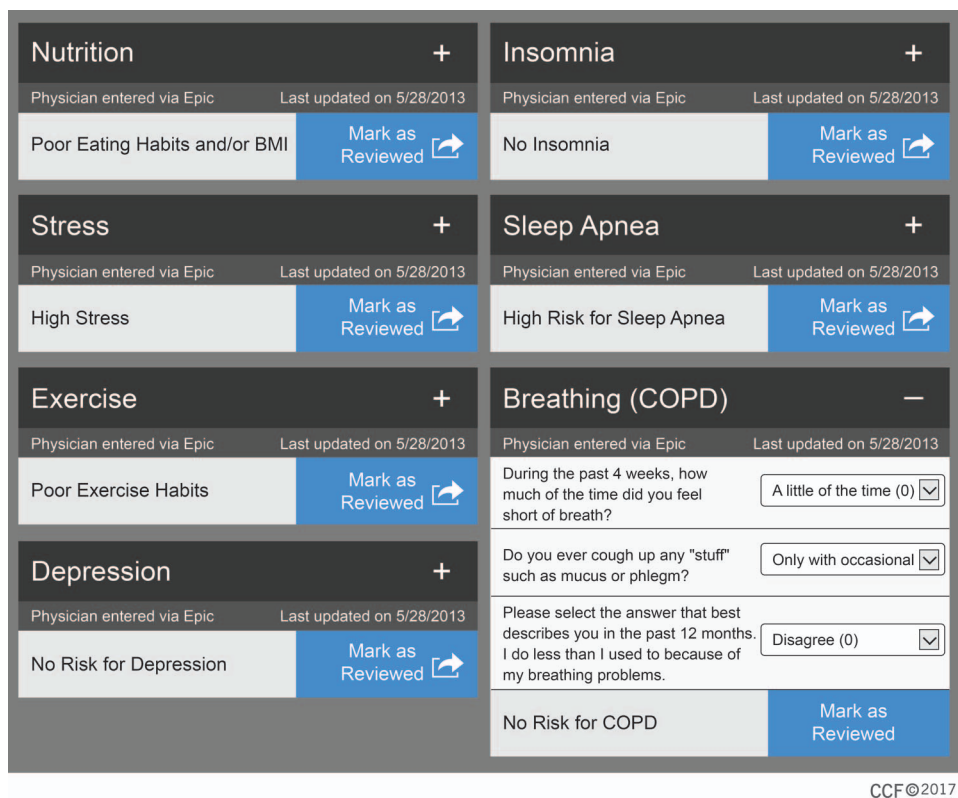 Nutrition +
Physician entered via Epic Last updated on 5/28/2013
Poor Eating Habits and/or BMI
Mark as
Reviewed
Stress +
Physician entered via Epic Last updated on 5/28/2013
High Stress
Mark as
Reviewed
Exercise +
Physician entered via Epic Last updated on 5/28/2013
Poor Exercise Habits
Mark as
Reviewed
Depression +
Physician entered via Epic Last updated on 5/28/2013
No Risk for Depression
Mark as
Reviewed
Insomnia +
Physician entered via Epic Last updated on 5/28/2013
No Insomnia
Mark as
Reviewed
Sleep Apnea +
Physician entered via Epic Last updated on 5/28/2013
High Risk for Sleep Apnea
Mark as
Reviewed
Breathing (COPD) −
Physician entered via Epic Last updated on 5/28/2013
During the past 4 weeks, how
much of the time did you feel
short of breath?
A little of the time (0)
Do you ever cough up any "stuff"
such as mucus or phlegm?
Only with occasional
Please select the answer that best
describes you in the past 12 months.
I do less than I used to because of
my breathing problems.
Disagree (0)
No Risk for COPD
Mark as
Reviewed
CCF©2017